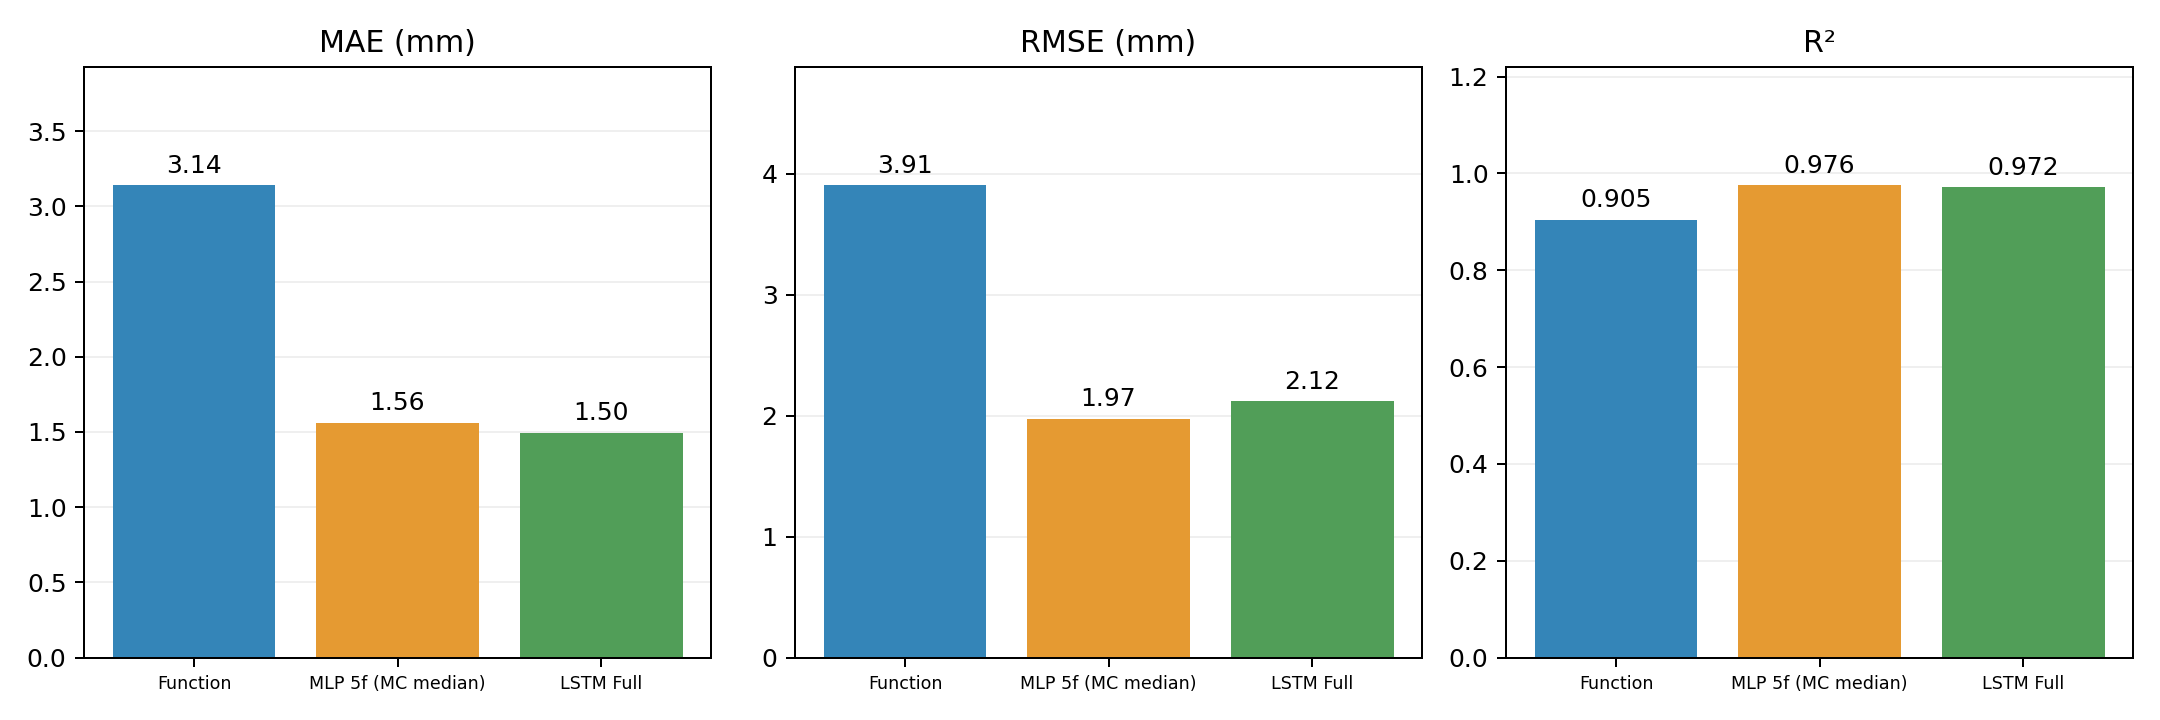 MAE (mm)
3.5
3.0
2.5
2.0
1.5
1.0
0.5
0.0
3.14
1.56
1.50
Function
MLP 5f (MC median)
LSTM Full
RMSE (mm)
4
3
2
1
0
3.91
1.97
2.12
Function
MLP 5f (MC median)
LSTM Full
R²
1.2
1.0
0.8
0.6
0.4
0.2
0.0
0.905
0.976
0.972
Function
MLP 5f (MC median)
LSTM Full